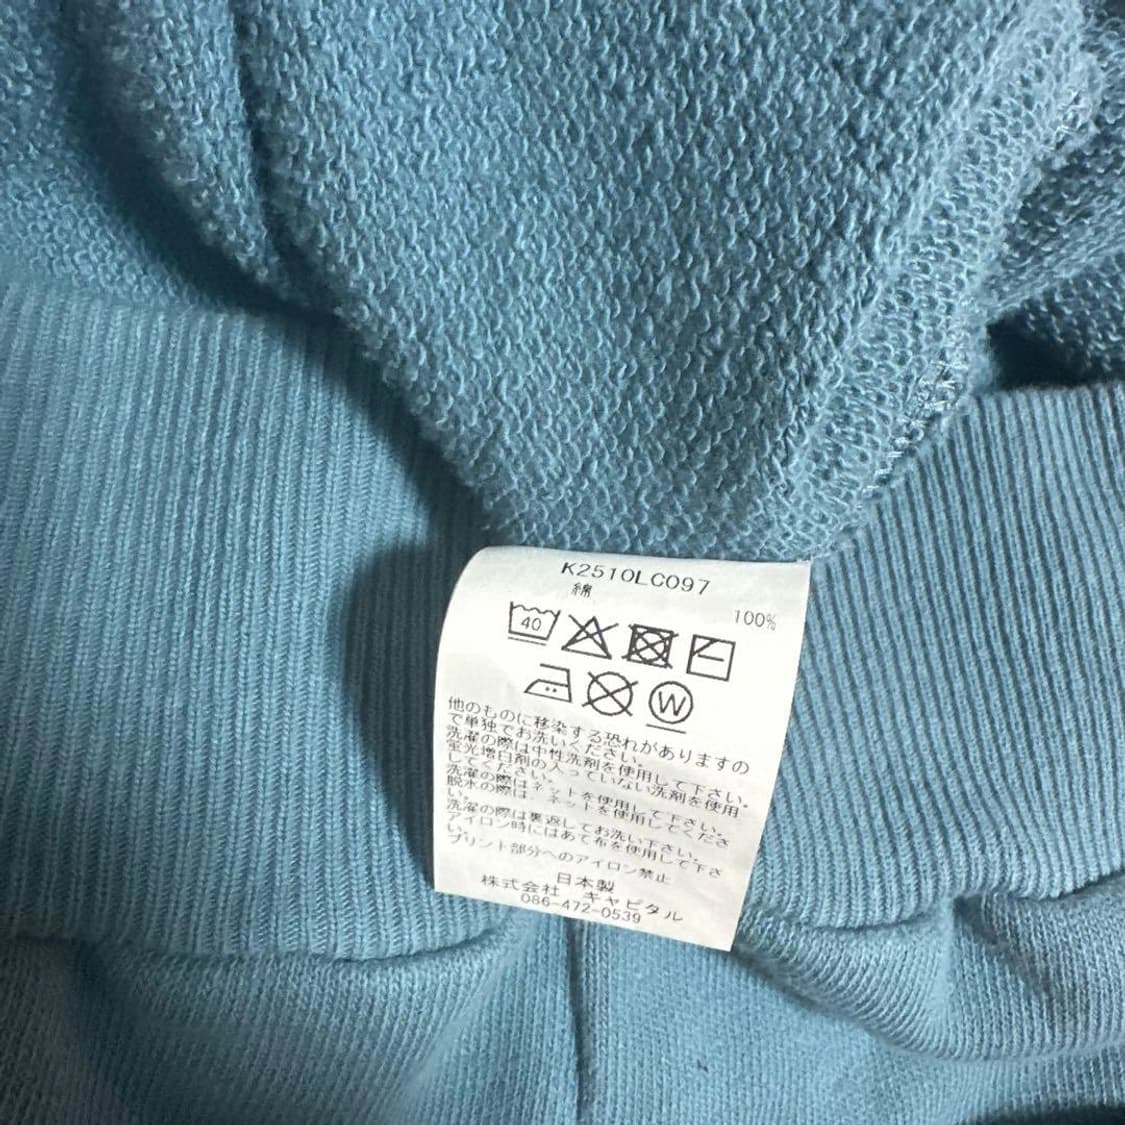 K2510LC097
綿 100%
40
W
他のものに移染する恐れがありますの
で単独でお洗いください。
洗濯の際は中性洗剤を使用して下さい。
蛍光増白剤の入っていない洗剤を使用
してください。
洗濯の際はネットを使用して下さい。
脱水の際は、ネットを使用してくださ
い。
洗濯の際は裏返してお洗い下さい。
アイロン時にはあて布を使用して下さ
い。
プリント部分へのアイロン禁止
日本製
株式会社 キャピタル
086-472-0539